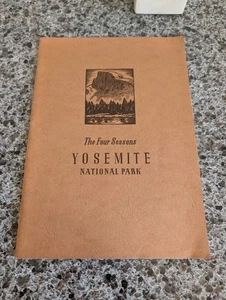 The Four Seasons
YOSEMITE
NATIONAL PARK